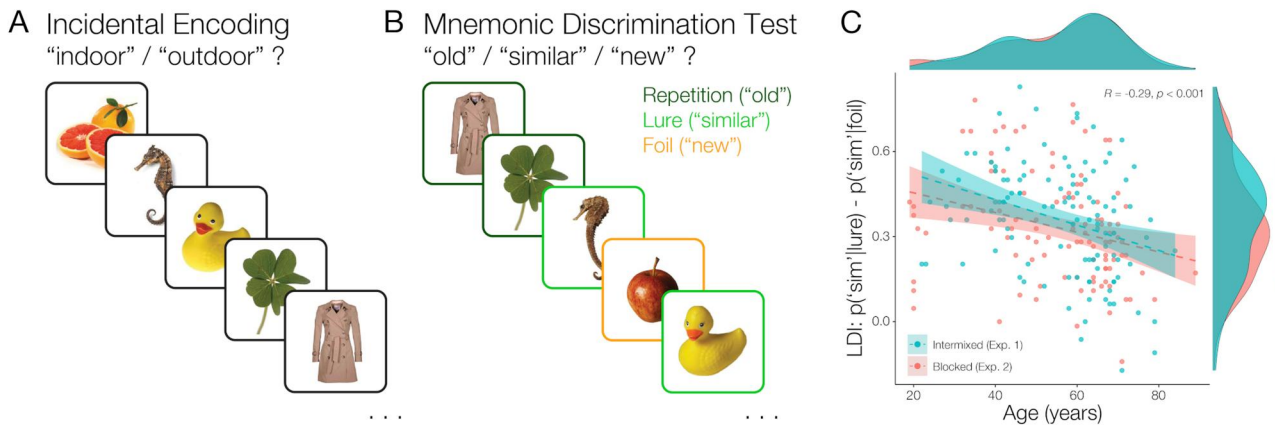 A Incidental Encoding
"indoor" / "outdoor" ?
. . .
B Mnemonic Discrimination Test
"old" / "similar" / "new" ?
Repetition ("old")
Lure ("similar")
Foil ("new")
. . .
C
R = -0.29, p < 0.001
LDI: p('sim'|lure) - p('sim'|foil)
0.6
0.3
0.0
Intermixed (Exp. 1)
Blocked (Exp. 2)
20 40 60 80
Age (years)